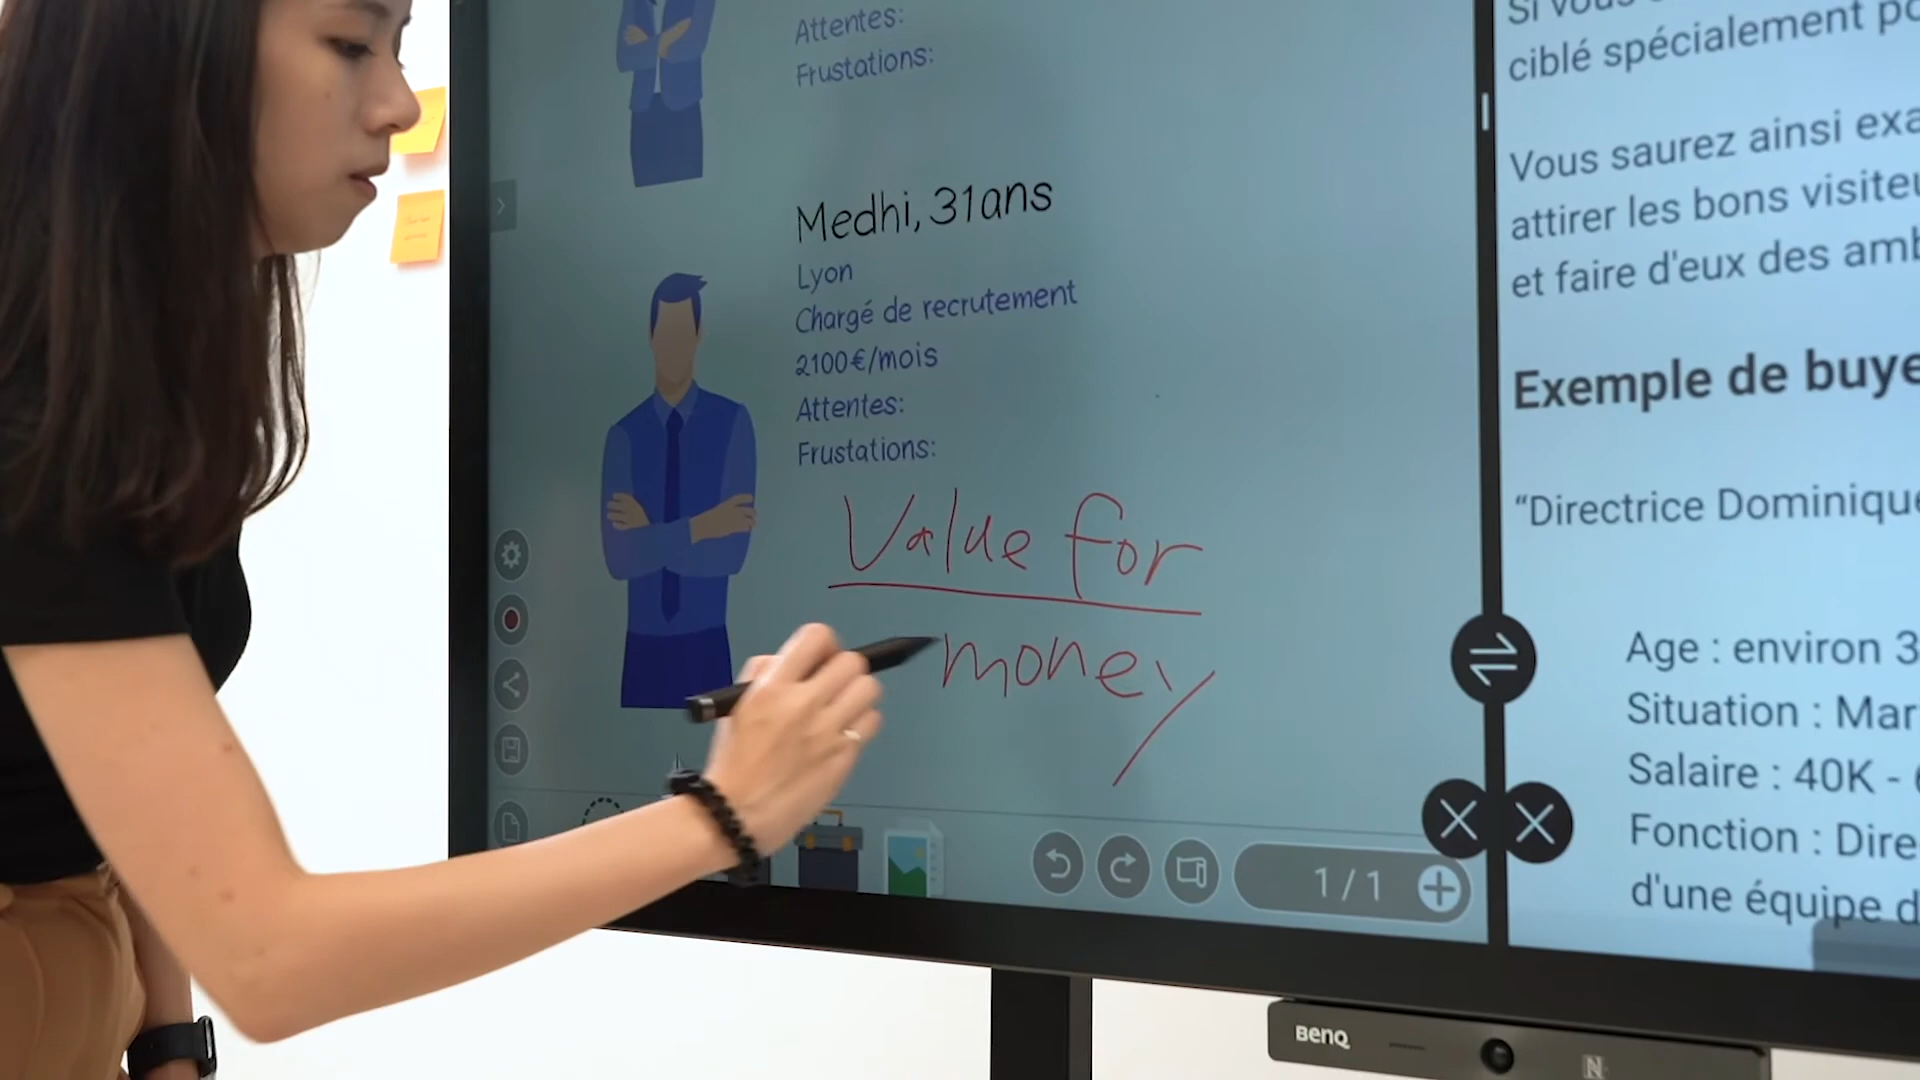 Attentes:
Frustations:
Medhi, 31ans
Lyon
Chargé de recrutement
2100€/mois
Attentes:
Frustations:
Value for
money
1/1
Si vous
ciblé spécialement
Vous saurez ainsi
attirer les bons
et faire d'eux des
Exemple de
“Directrice
Age : environ
Situation :
Salaire : 40K -
Fonction :
d'une équipe
BenQ